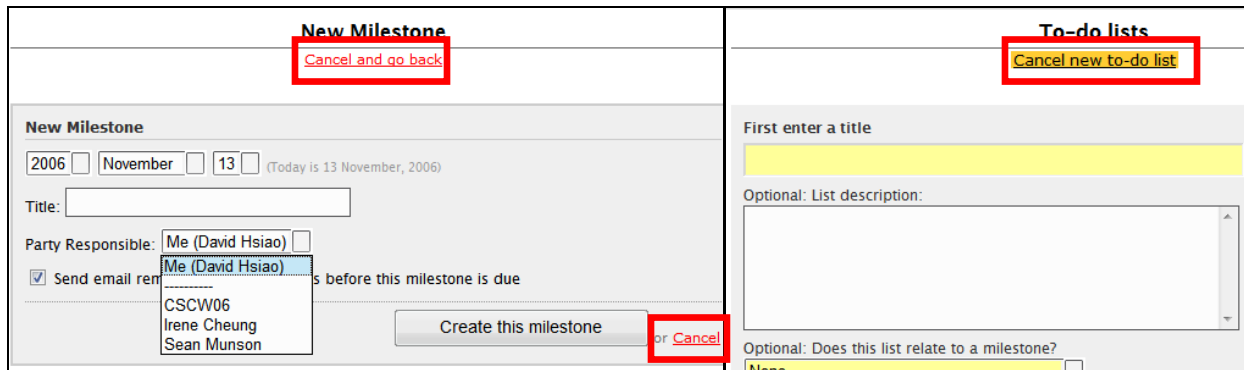 New Milestone
Cancel and go back
New Milestone
2006 November 13 (Today is 13 November, 2006)
Title:
Party Responsible: Me (David Hsiao)
Me (David Hsiao)
----------
CSCW06
Irene Cheung
Sean Munson
Send email rem s before this milestone is due
Create this milestone or Cancel
To-do lists
Cancel new to-do list
First enter a title
Optional: List description:
Optional: Does this list relate to a milestone?
None